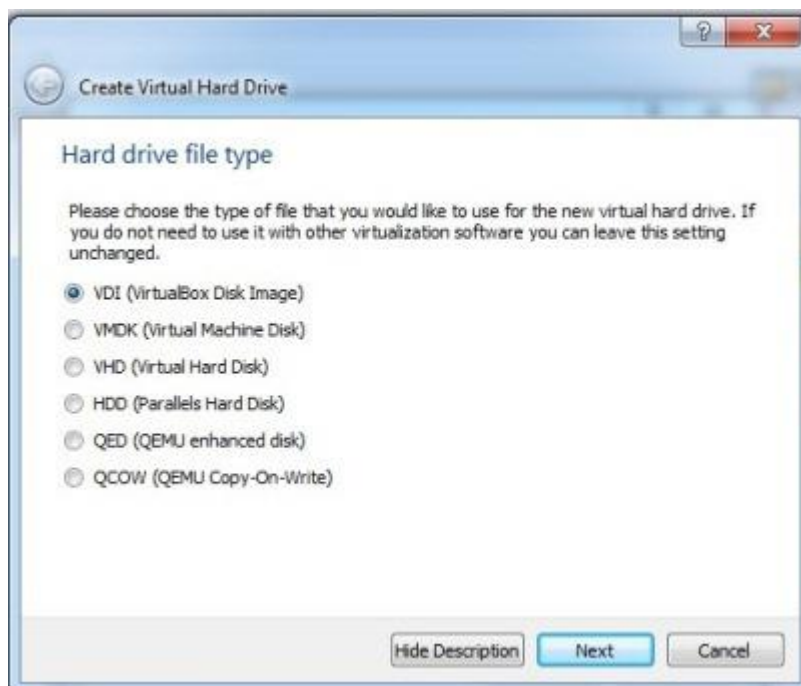 Create Virtual Hard Drive
Hard drive file type
Please choose the type of file that you would like to use for the new virtual hard drive. If
you do not need to use it with other virtualization software you can leave this setting
unchanged.
VDI (VirtualBox Disk Image)
VMDK (Virtual Machine Disk)
VHD (Virtual Hard Disk)
HDD (Parallels Hard Disk)
QED (QEMU enhanced disk)
QCOW (QEMU Copy-On-Write)
Hide Description Next Cancel